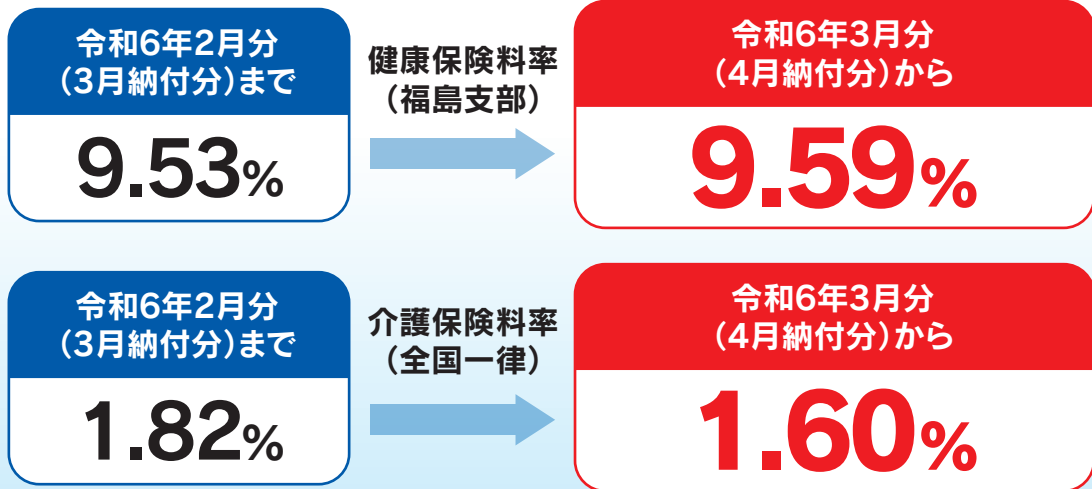 令和6年2月分
(3月納付分)まで
9.53%
健康保険料率
(福島支部)
令和6年3月分
(4月納付分)から
9.59%
令和6年2月分
(3月納付分)まで
1.82%
介護保険料率
(全国一律)
令和6年3月分
(4月納付分)から
1.60%